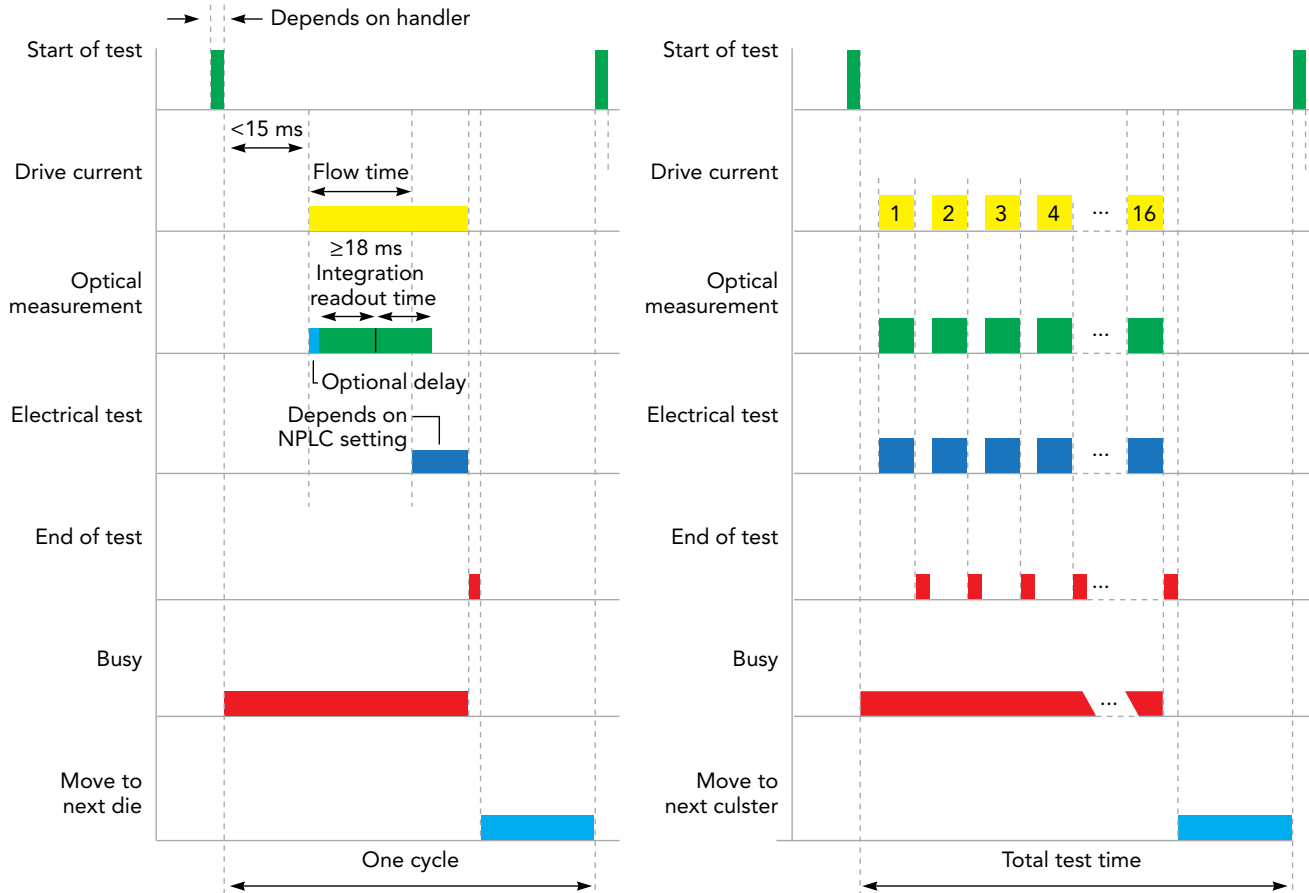 Depends on handler
Start of test
<15 ms
Drive current
Flow time
≥18 ms
Integration
readout time
Optical
measurement
Optional delay
Electrical test
Depends on
NPLC setting
End of test
Busy
Move to
next die
One cycle
Start of test
Drive current
1 2 3 4 ... 16
Optical
measurement
...
Electrical test
...
End of test
...
Busy
...
Move to
next culster
Total test time